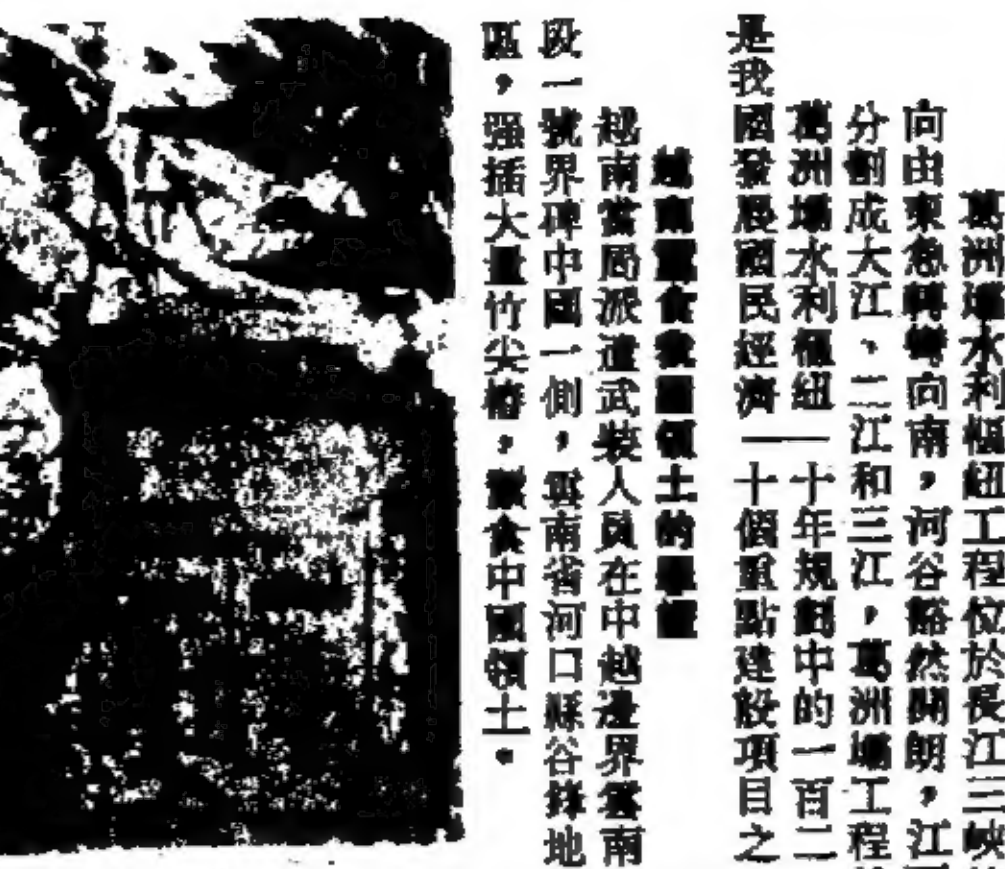 葛洲壩水利樞紐工程位於長江三峽
向由東急轉彎向南，河谷豁然開朗，江
分割成大江、二江和三江，葛洲壩工程
葛洲壩水利樞紐——十年規劃中的一百二
是我國發展國民經濟——十個重點建設項目之
越南蠶食我國領土的罪證
越南當局派遣武裝人員在中越邊界雲南
段一號界碑中國一側，雲南省河口縣谷鋒地
區，强插大量竹尖樁，蠶食中國領土。